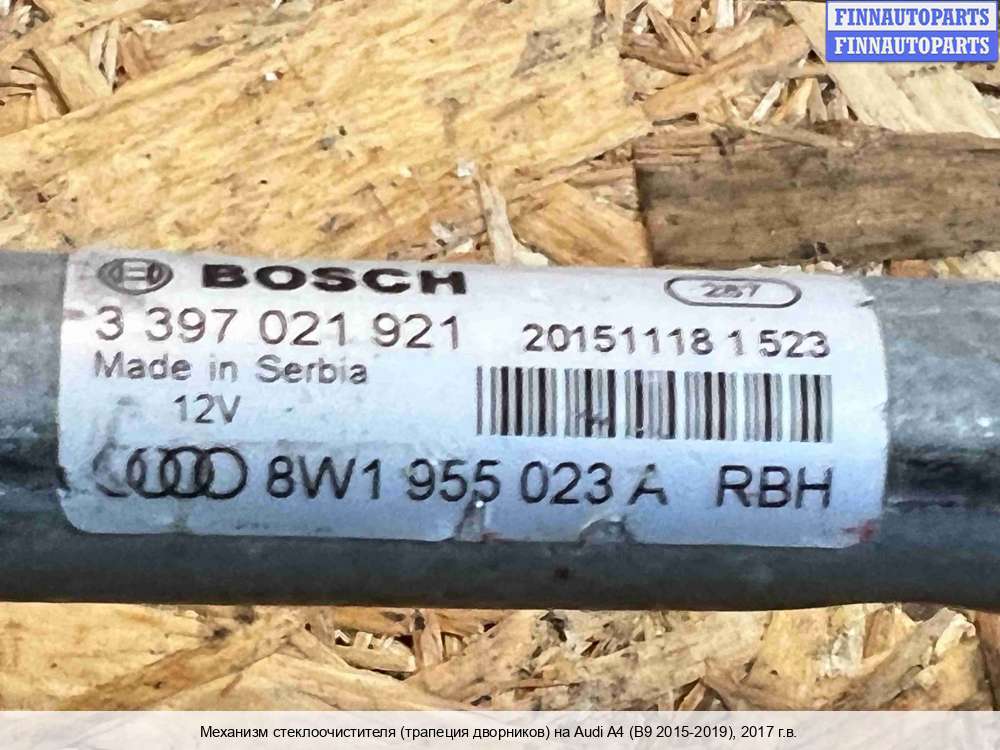 FINNAUTOPARTS
FINNAUTOPARTS
BOSCH
3 397 021 921
20151118 1 523
Made in Serbia
12V
8W1 955 023 A RBH
Механизм стеклоочистителя (трапеция дворников) на Audi A4 (B9 2015-2019), 2017 г.в.